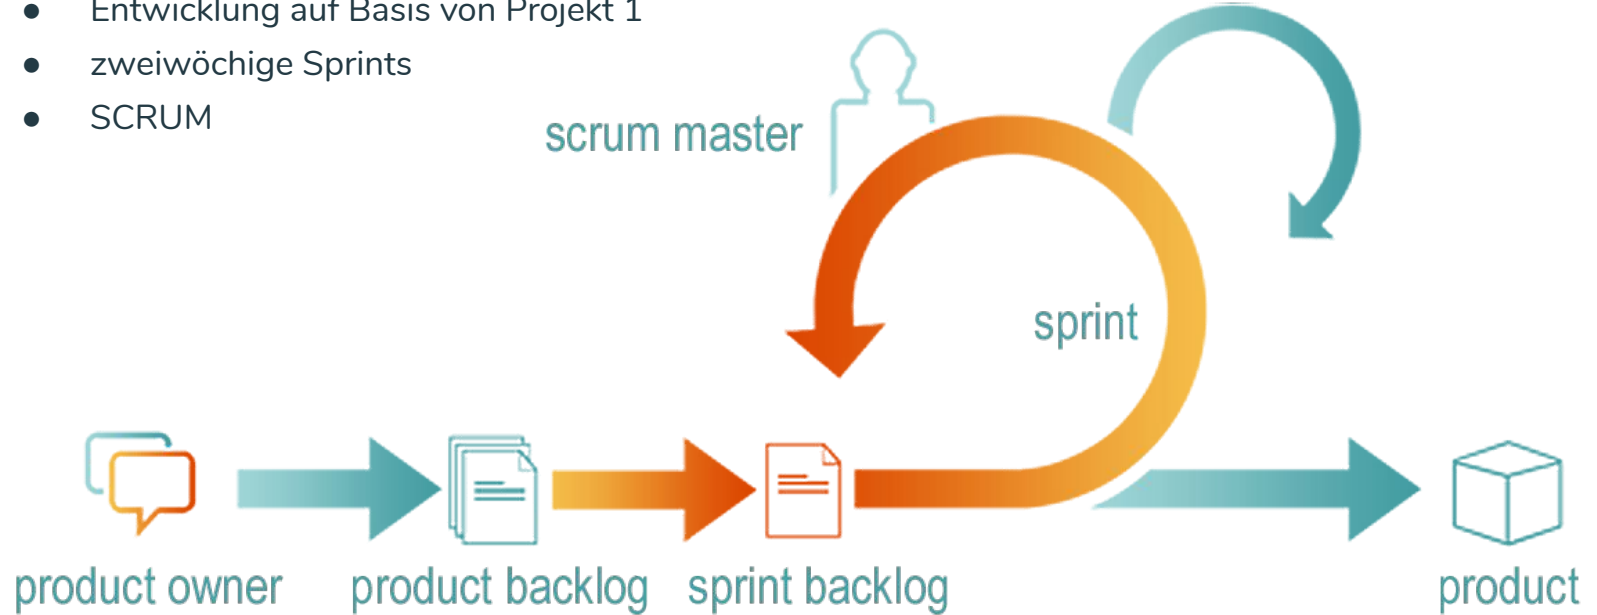 ● Entwicklung auf Basis von Projekt 1
● zweiwöchige Sprints
● SCRUM
scrum master
sprint
product owner
product backlog
sprint backlog
product